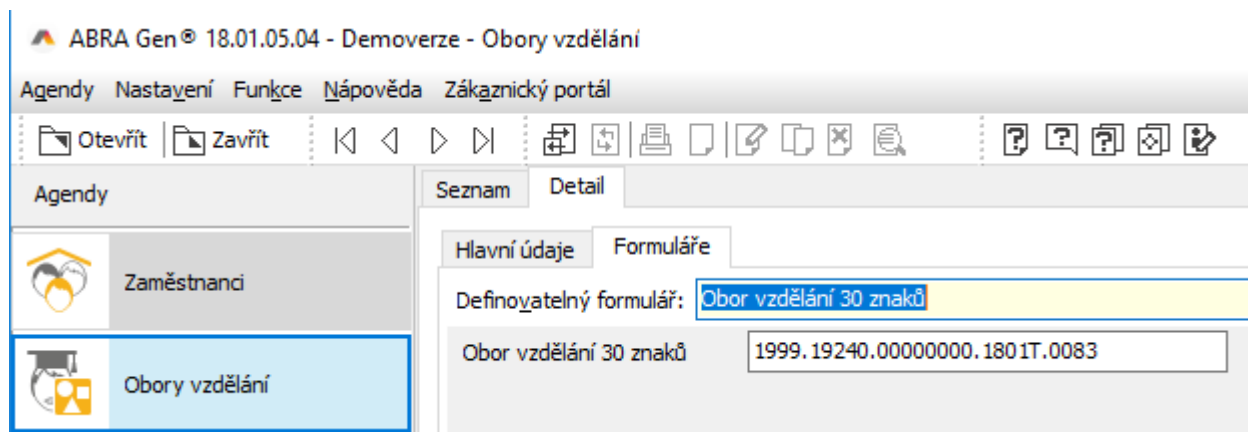 ABRA Gen® 18.01.05.04 - Demoverze - Obory vzdělání
Agendy Nastavení Funkce Nápověda Zákaznický portál
Otevřít Zavřít
Agendy
Seznam Detail
Hlavní údaje Formuláře
Zaměstnanci
Definovatelný formulář: Obor vzdělání 30 znaků
Obor vzdělání 30 znaků 1999.19240.00000000.1801T.0083
Obory vzdělání